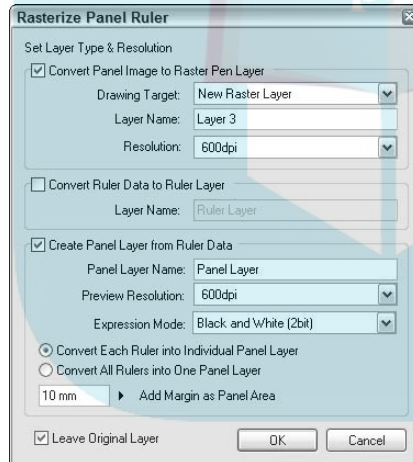 Rasterize Panel Ruler
Set Layer Type & Resolution
Convert Panel Image to Raster Pen Layer
Drawing Target: New Raster Layer
Layer Name: Layer 3
Resolution: 600dpi
Convert Ruler Data to Ruler Layer
Layer Name: Ruler Layer
Create Panel Layer from Ruler Data
Panel Layer Name: Panel Layer
Preview Resolution: 600dpi
Expression Mode: Black and White (2bit)
Convert Each Ruler into Individual Panel Layer
Convert All Rulers into One Panel Layer
10 mm Add Margin as Panel Area
Leave Original Layer OK Cancel